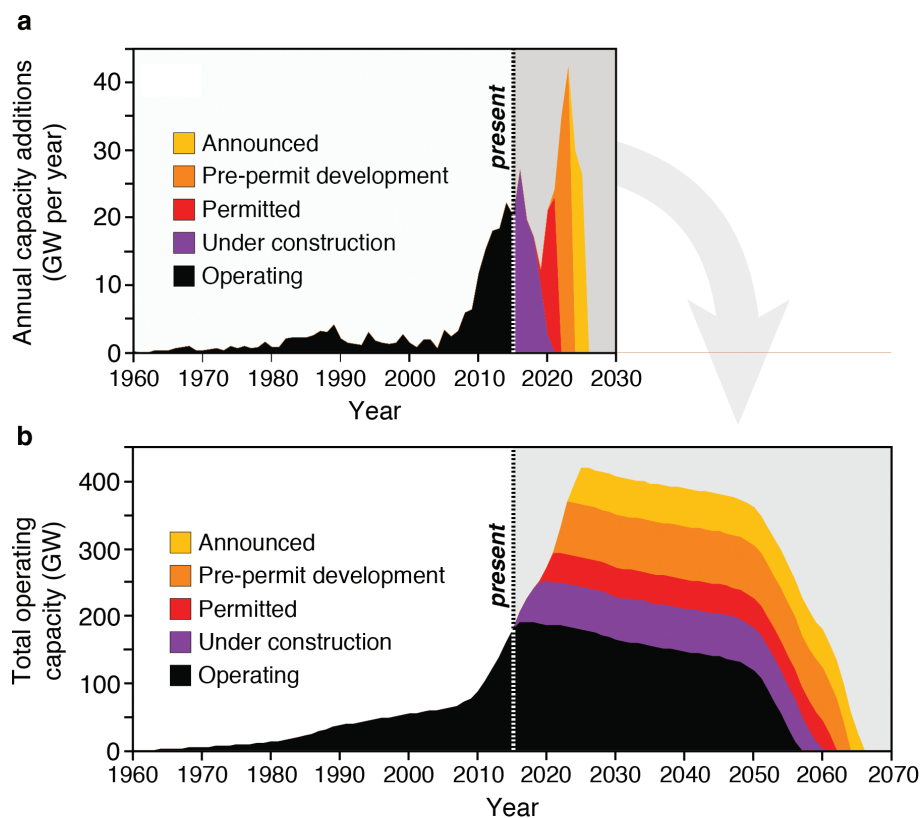 a
Annual capacity additions
(GW per year)
40
30
20
10
0
present
Announced
Pre-permit development
Permitted
Under construction
Operating
1960 1970 1980 1990 2000 2010 2020 2030
Year
b
Total operating
capacity (GW)
400
300
200
100
0
present
Announced
Pre-permit development
Permitted
Under construction
Operating
1960 1970 1980 1990 2000 2010 2020 2030 2040 2050 2060 2070
Year